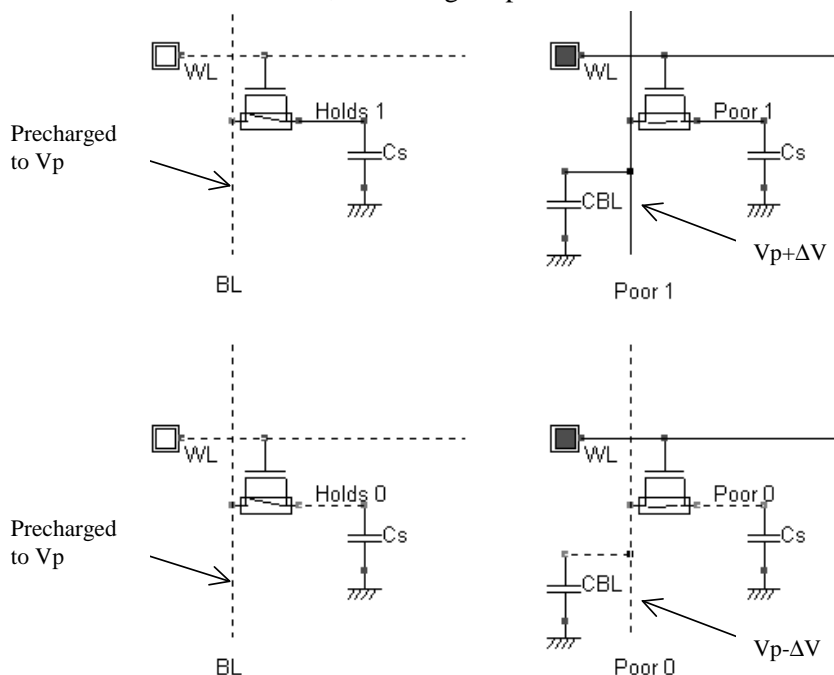 WL
WL
Holds 1
Poor 1
Precharged
to Vp
Cs
Cs
CBL
Vp+ΔV
BL
Poor 1
WL
WL
Holds 0
Poor 0
Precharged
to Vp
Cs
Cs
CBL
Vp-ΔV
BL
Poor 0